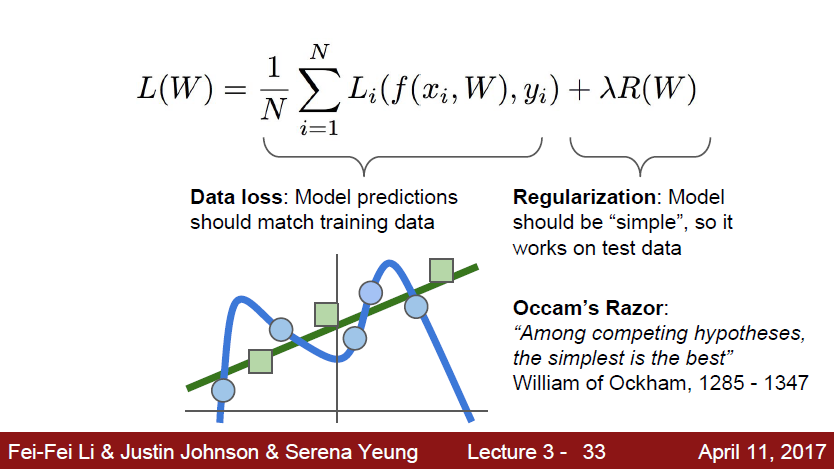 L(W) = \frac{1}{N} \sum_{i=1}^{N} L_i(f(x_i, W), y_i) + λR(W)
Data loss: Model predictions
should match training data
Regularization: Model
should be “simple”, so it
works on test data
Occam’s Razor:
“Among competing hypotheses,
the simplest is the best”
William of Ockham, 1285 - 1347
Fei-Fei Li & Justin Johnson & Serena Yeung Lecture 3 - 33 April 11, 2017